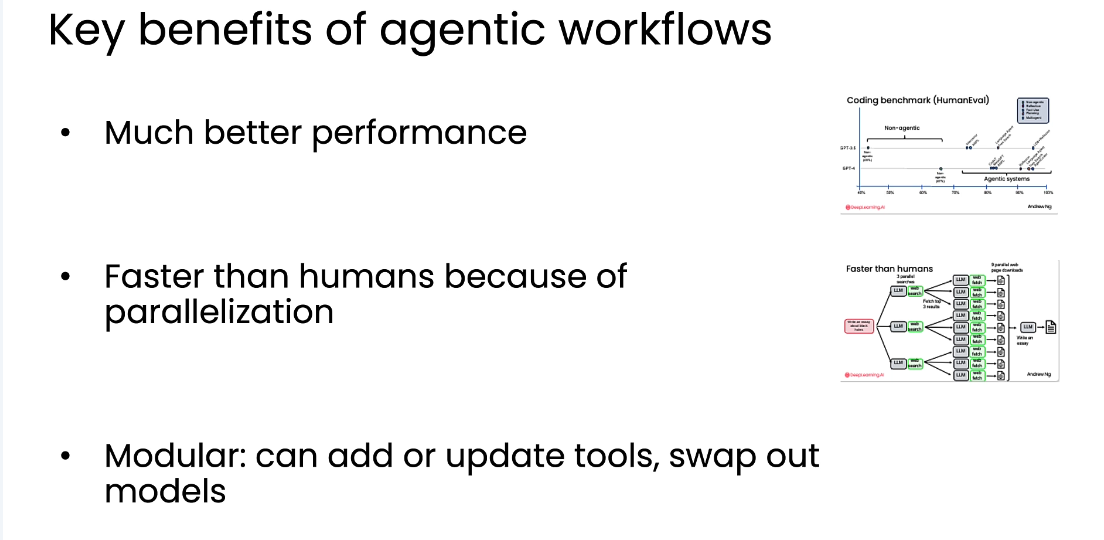 Key benefits of agentic workflows
• Much better performance
Coding benchmark (HumanEval)
Non-agentic
GPT-3.5
GPT-4
Agentic systems
40% 50% 60% 70% 80% 90% 100%
DeepLearning.AI
Andrew Ng
• Faster than humans because of
parallelization
Faster than humans
3 parallel
searches
9 parallel web
page downloads
LLM web
search
Fetch top
3 results
LLM web
fetch
LLM
Write an
essay
DeepLearning.AI
Andrew Ng
• Modular: can add or update tools, swap out
models